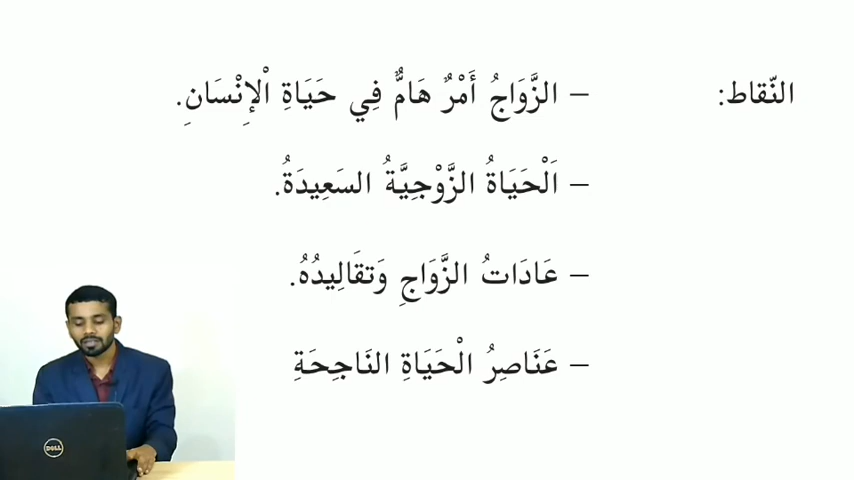 النّقاط: – الزَّوَاجُ أَمْرٌ هَامٌّ فِي حَيَاةِ الْإِنْسَانِ.
– اَلْحَيَاةُ الزَّوْجِيَّةُ السَعِيدَةُ.
– عَادَاتُ الزَّوَاجِ وَتقَالِيدُهُ.
– عَنَاصِرُ الْحَيَاةِ النَاجِحَةِ
DELL